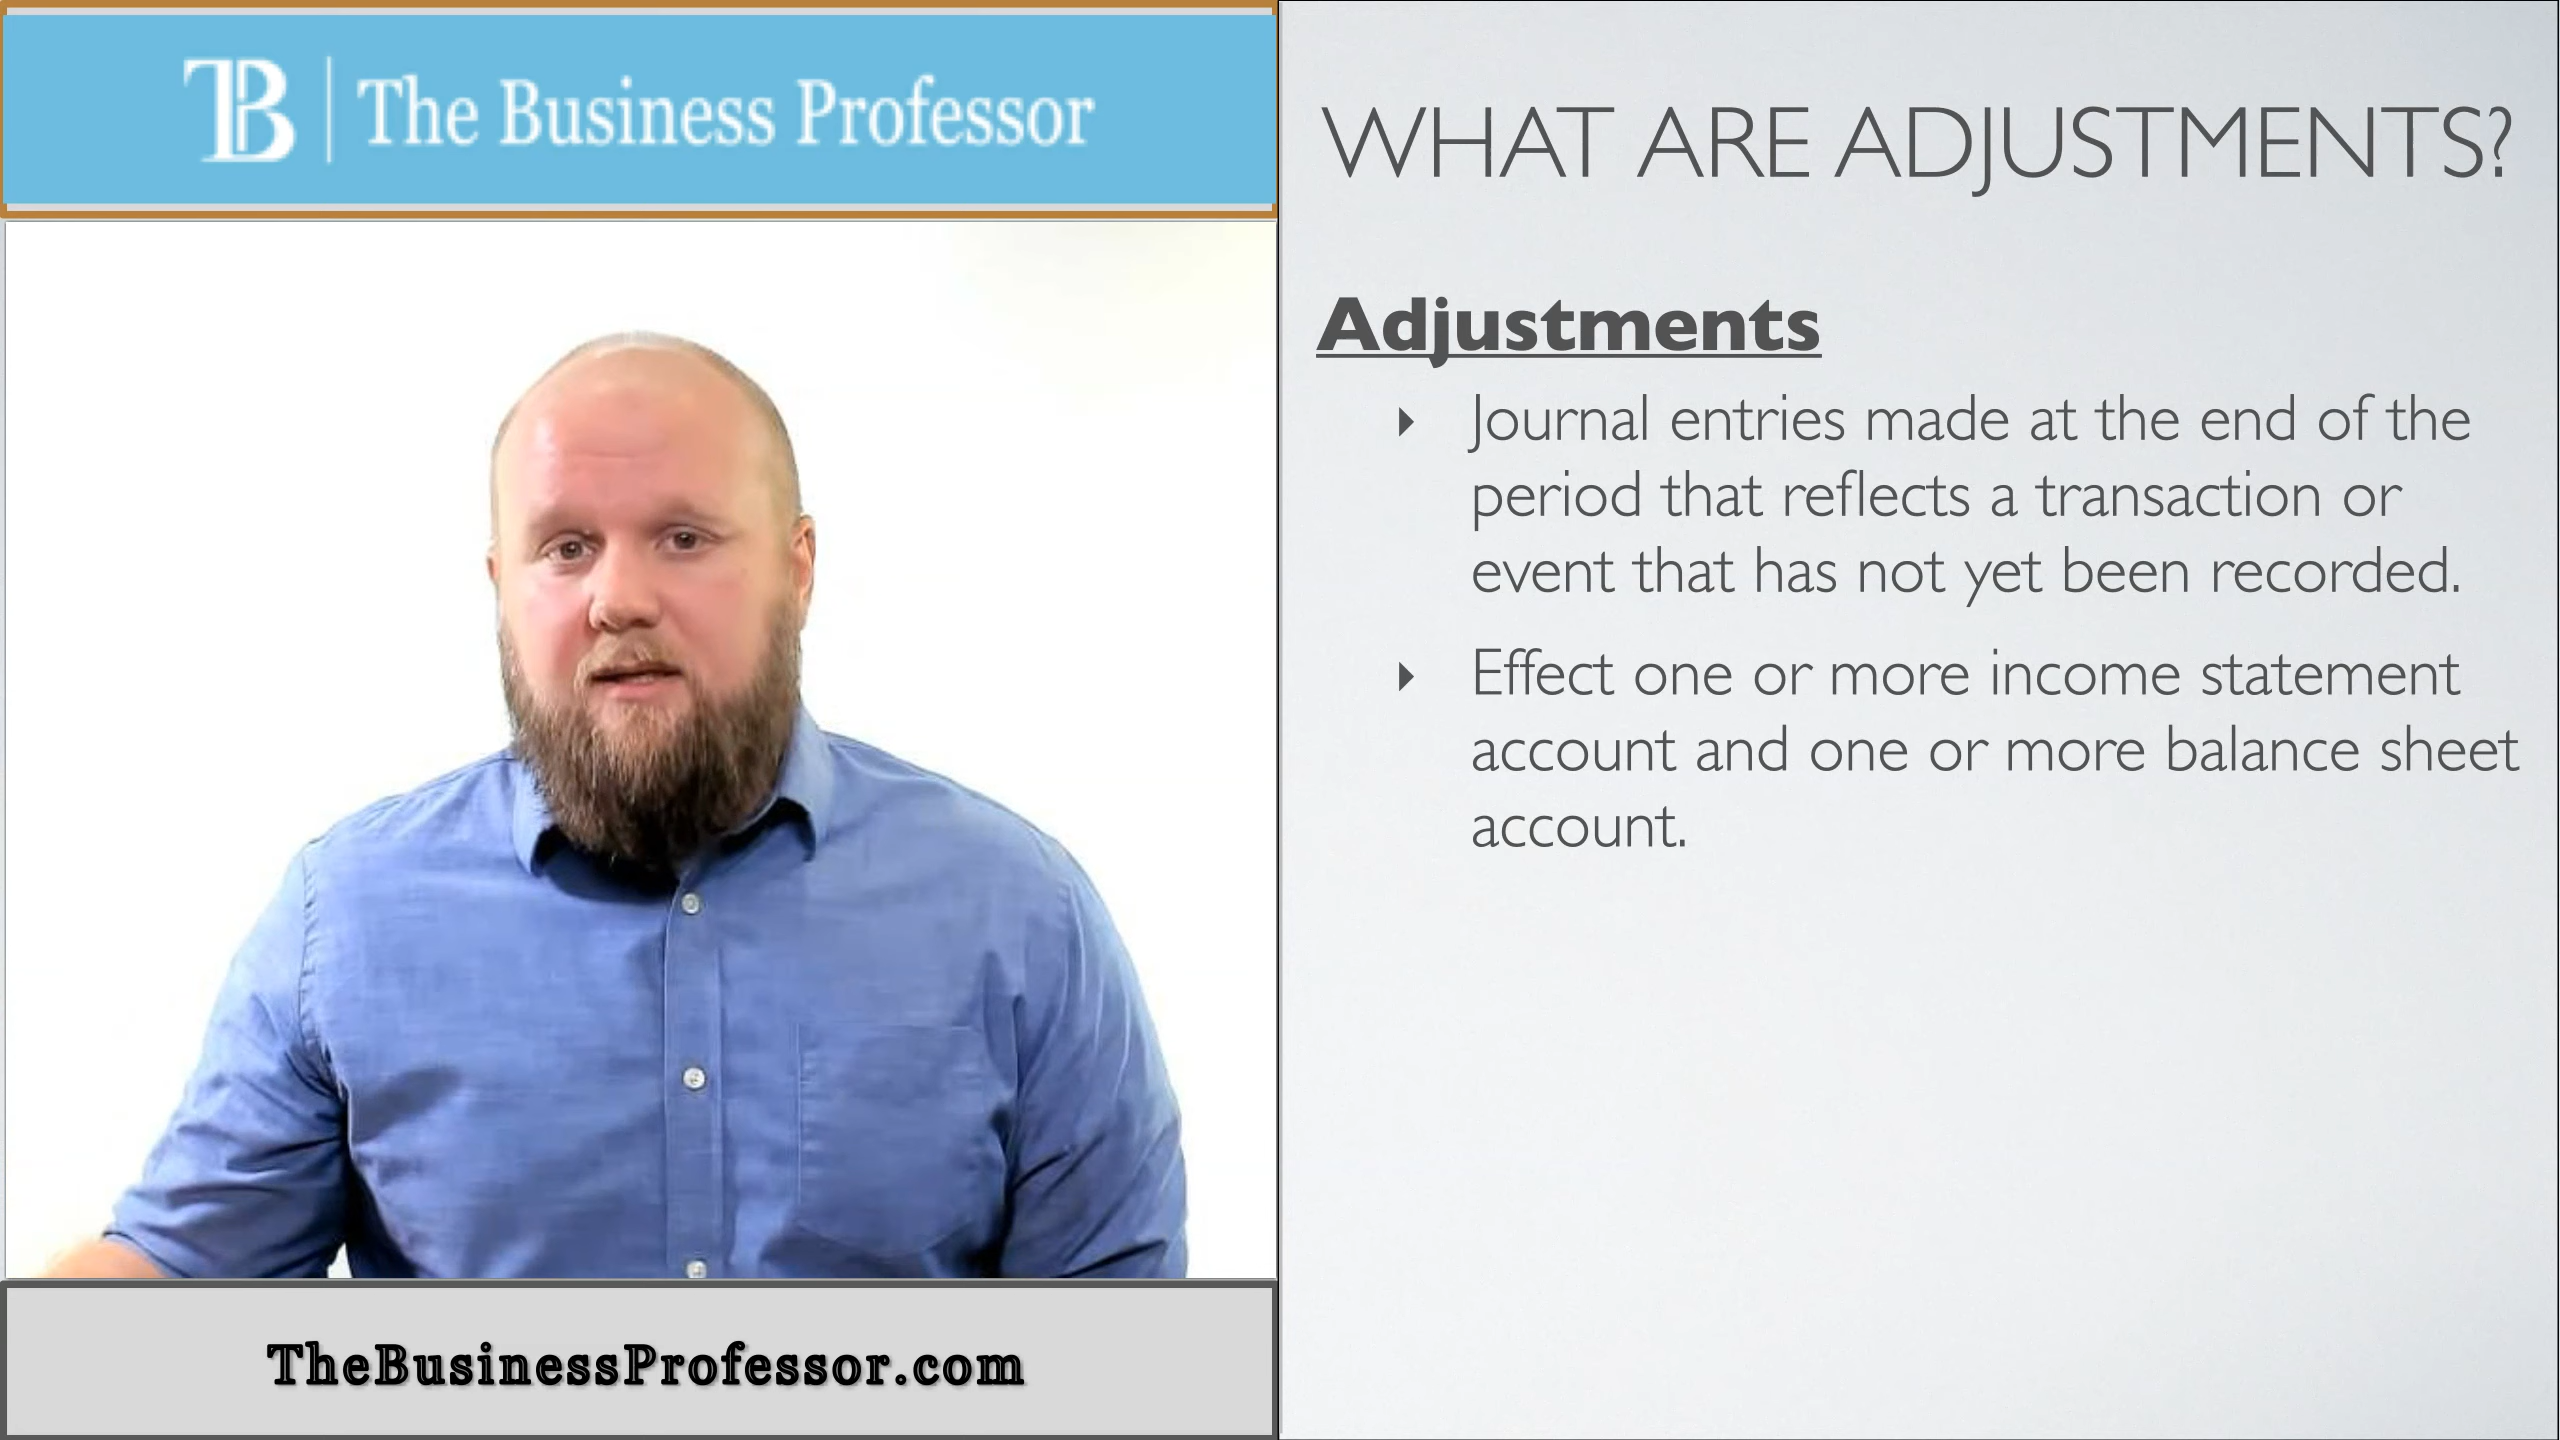 TB | The Business Professor
TheBusinessProfessor.com
WHAT ARE ADJUSTMENTS?
Adjustments
Journal entries made at the end of the
period that reflects a transaction or
event that has not yet been recorded.
Effect one or more income statement
account and one or more balance sheet
account.